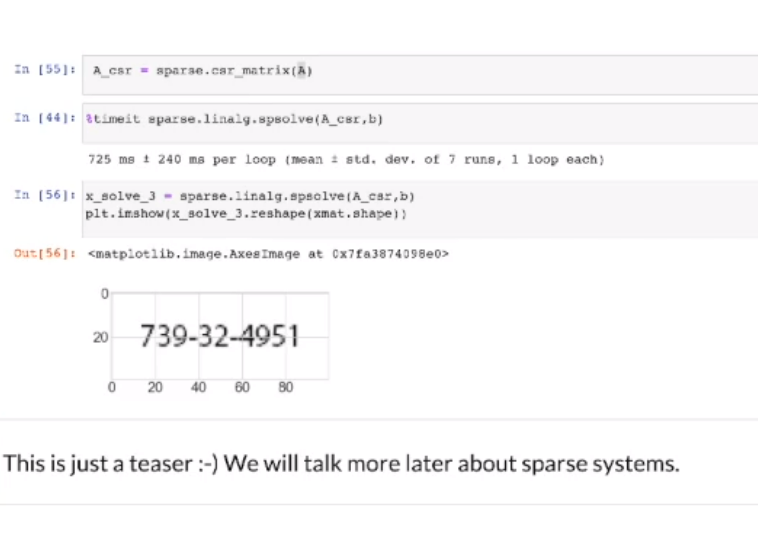 In [55]: A_csr = sparse.csr_matrix(A)
In [44]: %timeit sparse.linalg.spsolve(A_csr,b)
725 ms ± 240 ms per loop (mean ± std. dev. of 7 runs, 1 loop each)
In [56]: x_solve_3 = sparse.linalg.spsolve(A_csr,b)
plt.imshow(x_solve_3.reshape(xmat.shape))
Out[56]: <matplotlib.image.AxesImage at 0x7fa3874098e0>
0
20 739-32-4951
0 20 40 60 80
This is just a teaser :-) We will talk more later about sparse systems.